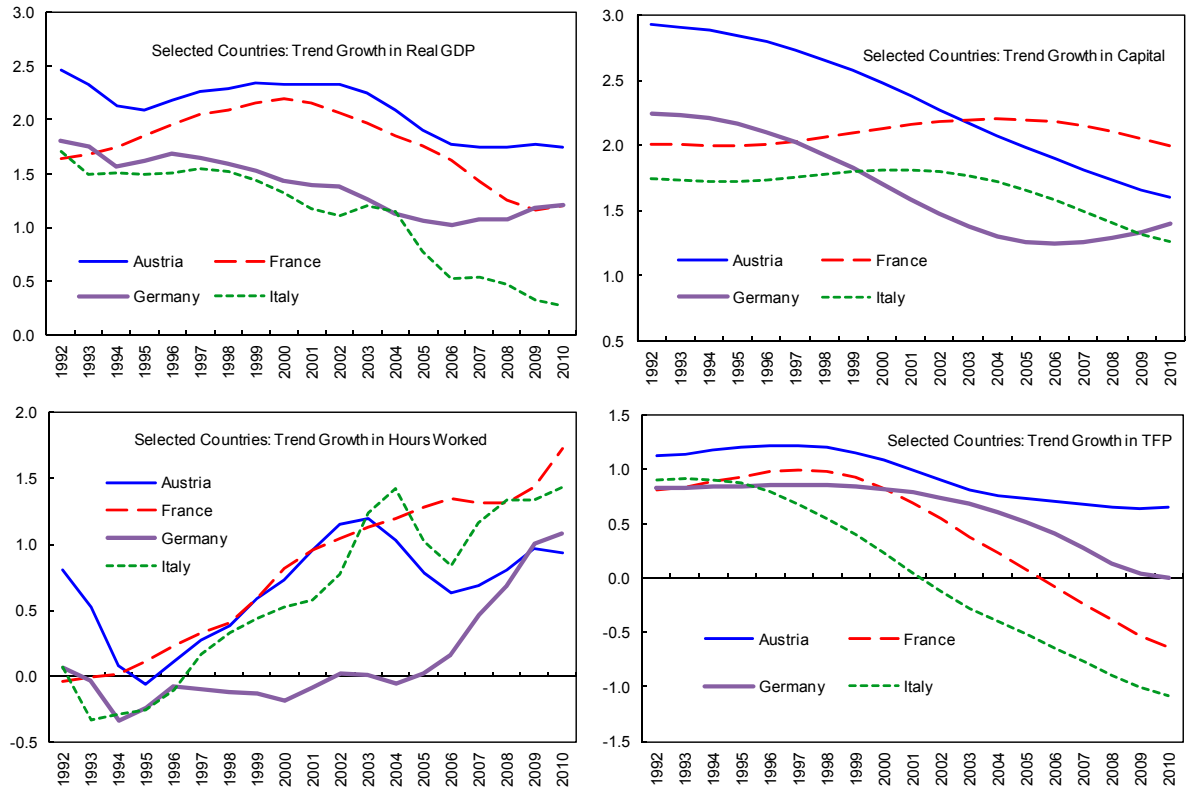 Selected Countries: Trend Growth in Real GDP
3.0
2.5
2.0
1.5
1.0
0.5
0.0
Austria France
Germany Italy
1992 1993 1994 1995 1996 1997 1998 1999 2000 2001 2002 2003 2004 2005 2006 2007 2008 2009 2010
Selected Countries: Trend Growth in Capital
3.0
2.5
2.0
1.5
1.0
0.5
Austria France
Germany Italy
1992 1993 1994 1995 1996 1997 1998 1999 2000 2001 2002 2003 2004 2005 2006 2007 2008 2009 2010
Selected Countries: Trend Growth in Hours Worked
2.0
1.5
1.0
0.5
0.0
-0.5
Austria
France
Germany
Italy
1992 1993 1994 1995 1996 1997 1998 1999 2000 2001 2002 2003 2004 2005 2006 2007 2008 2009 2010
Selected Countries: Trend Growth in TFP
1.5
1.0
0.5
0.0
-0.5
-1.0
-1.5
Austria France
Germany Italy
1992 1993 1994 1995 1996 1997 1998 1999 2000 2001 2002 2003 2004 2005 2006 2007 2008 2009 2010